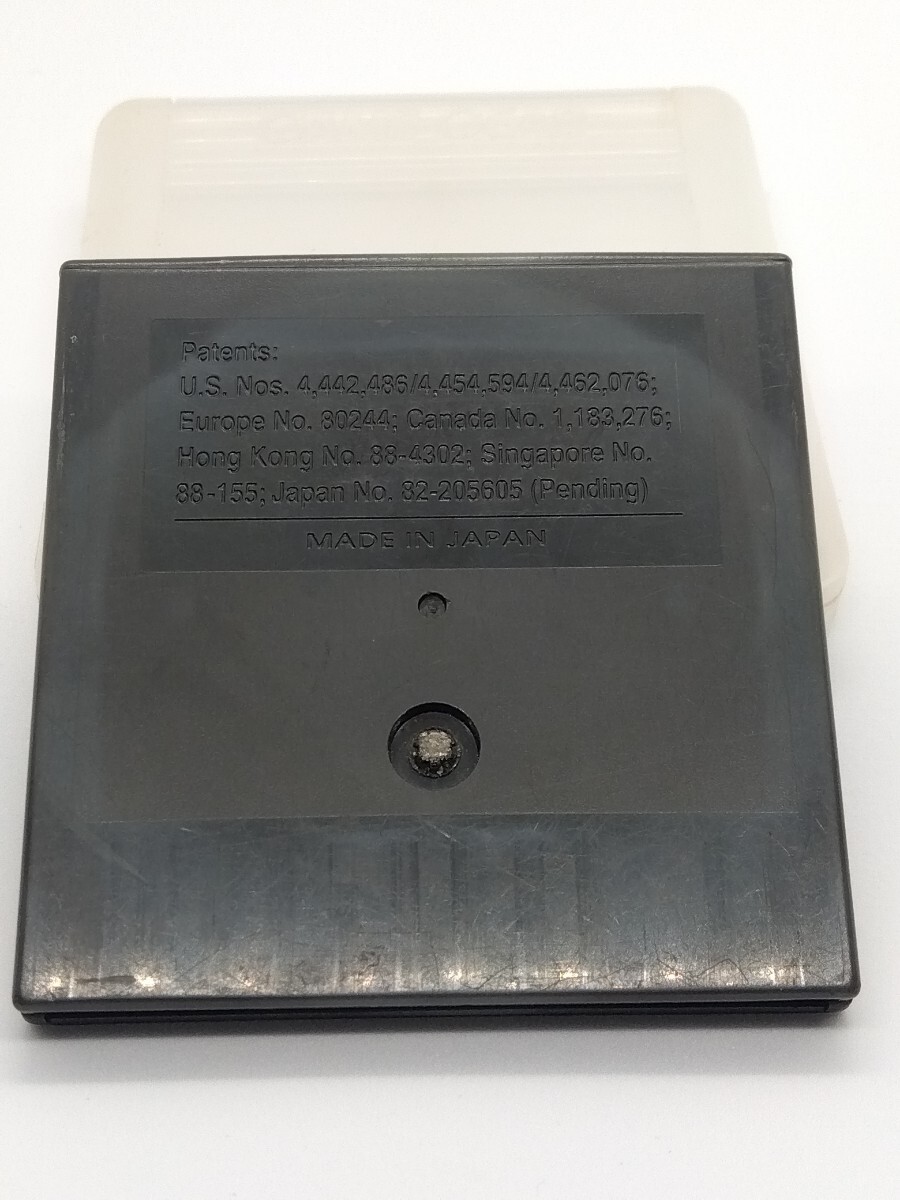 Patents:
U.S. Nos. 4,442,486/4,454,594/4,462,076;
Europe No. 80244; Canada No. 1,183,276;
Hong Kong No. 88-4302; Singapore No.
88-155; Japan No. 82-205605 (Pending)
MADE IN JAPAN